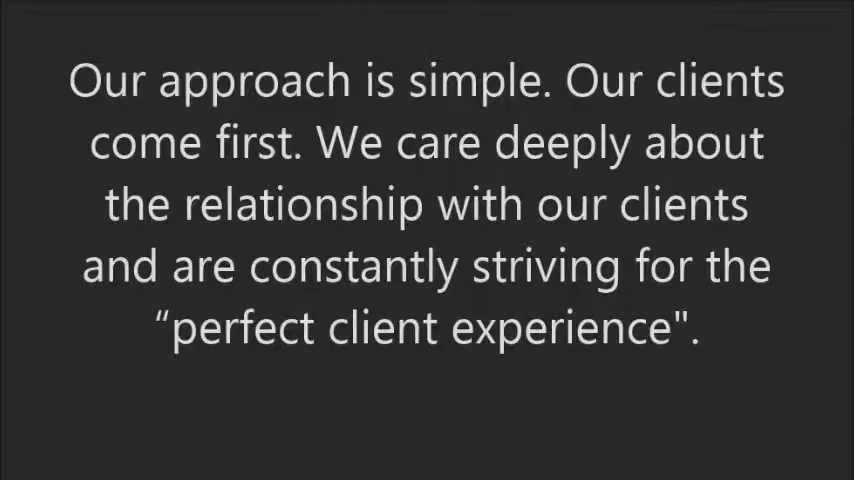 Our approach is simple. Our clients
come first. We care deeply about
the relationship with our clients
and are constantly striving for the
“perfect client experience".